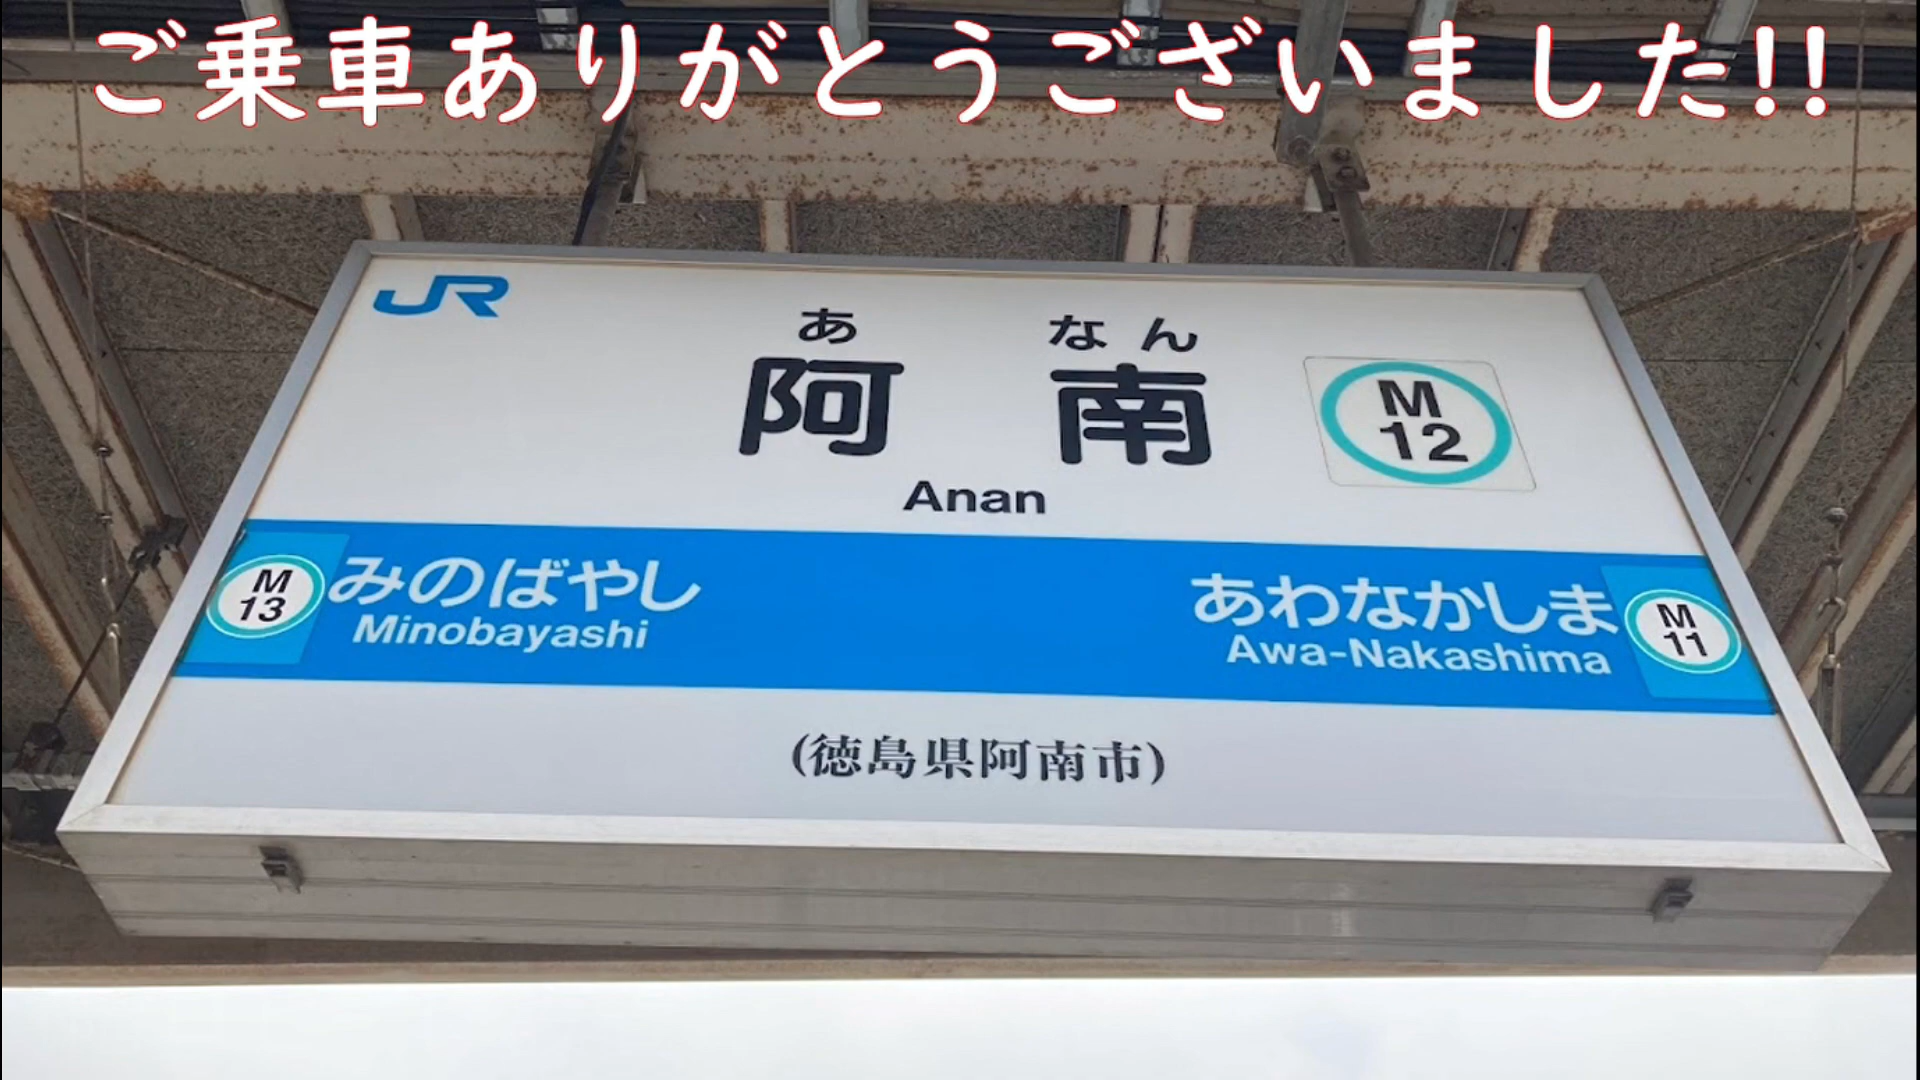 ご乗車ありがとうございました!!
JR
あ なん
阿 南
M
12
Anan
M
13
みのばやし
Minobayashi
あわなかしま
Awa-Nakashima
M
11
(徳島県阿南市)